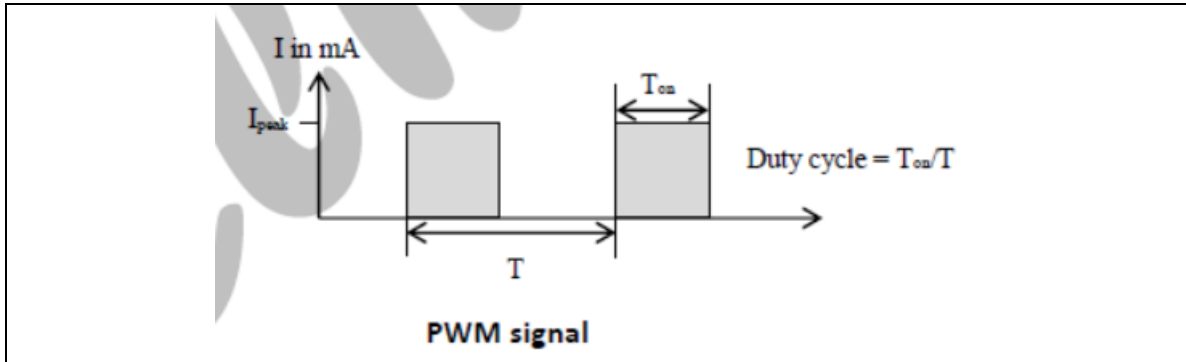 I in mA
Ton
Ipeak
Duty cycle = Ton/T
T
PWM signal